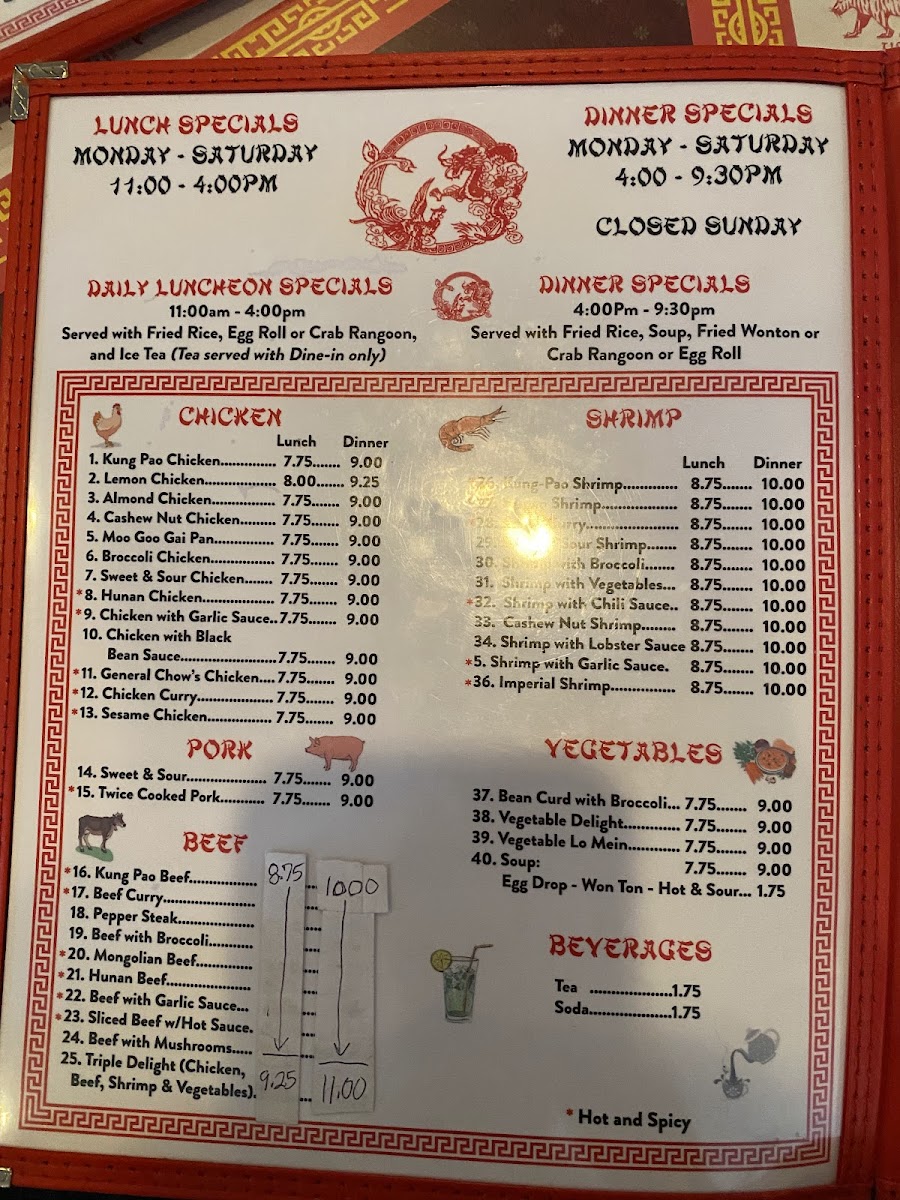 LUNCH SPECIALS
MONDAY - SATURDAY
11:00 - 4:00PM
DINNER SPECIALS
MONDAY - SATURDAY
4:00 - 9:30PM
CLOSED SUNDAY
DAILY LUNCHEON SPECIALS
11:00am - 4:00pm
Served with Fried Rice, Egg Roll or Crab Rangoon,
and Ice Tea (Tea served with Dine-in only)
DINNER SPECIALS
4:00Pm - 9:30pm
Served with Fried Rice, Soup, Fried Wonton or
Crab Rangoon or Egg Roll
CHICKEN
Lunch Dinner
1. Kung Pao Chicken............... 7.75....... 9.00
2. Lemon Chicken................... 8.00....... 9.25
3. Almond Chicken................. 7.75....... 9.00
4. Cashew Nut Chicken......... 7.75....... 9.00
5. Moo Goo Gai Pan................ 7.75....... 9.00
6. Broccoli Chicken................. 7.75....... 9.00
7. Sweet & Sour Chicken....... 7.75....... 9.00
*8. Hunan Chicken.................. 7.75....... 9.00
*9. Chicken with Garlic Sauce..7.75....... 9.00
10. Chicken with Black
Bean Sauce..........................7.75....... 9.00
*11. General Chow's Chicken.... 7.75....... 9.00
*12. Chicken Curry.................... 7.75....... 9.00
*13. Sesame Chicken................. 7.75....... 9.00
PORK
14. Sweet & Sour...................... 7.75....... 9.00
*15. Twice Cooked Pork............ 7.75....... 9.00
BEEF
*16. Kung Pao Beef.................. 8.75 ... 10.00
*17. Beef Curry.........................
18. Pepper Steak.....................
19. Beef with Broccoli............
*20. Mongolian Beef...............
*21. Hunan Beef.......................
*22. Beef with Garlic Sauce...
*23. Sliced Beef w/Hot Sauce.
24. Beef with Mushrooms.....
25. Triple Delight (Chicken,
Beef, Shrimp & Vegetables). 9.25 ... 11.00
SHRIMP
Lunch Dinner
26. Kung-Pao Shrimp............... 8.75....... 10.00
Shrimp..................... 8.75....... 10.00
28. Curry......................... 8.75....... 10.00
29. Sour Shrimp........ 8.75....... 10.00
30. with Broccoli....... 8.75....... 10.00
31. Shrimp with Vegetables... 8.75....... 10.00
*32. Shrimp with Chili Sauce.. 8.75....... 10.00
33. Cashew Nut Shrimp......... 8.75....... 10.00
34. Shrimp with Lobster Sauce 8.75....... 10.00
*5. Shrimp with Garlic Sauce. 8.75....... 10.00
*36. Imperial Shrimp................ 8.75....... 10.00
VEGETABLES
37. Bean Curd with Broccoli... 7.75....... 9.00
38. Vegetable Delight.............. 7.75....... 9.00
39. Vegetable Lo Mein............ 7.75....... 9.00
40. Soup: 7.75....... 9.00
Egg Drop - Won Ton - Hot & Sour... 1.75
BEVERAGES
Tea .....................1.75
Soda.....................1.75
* Hot and Spicy